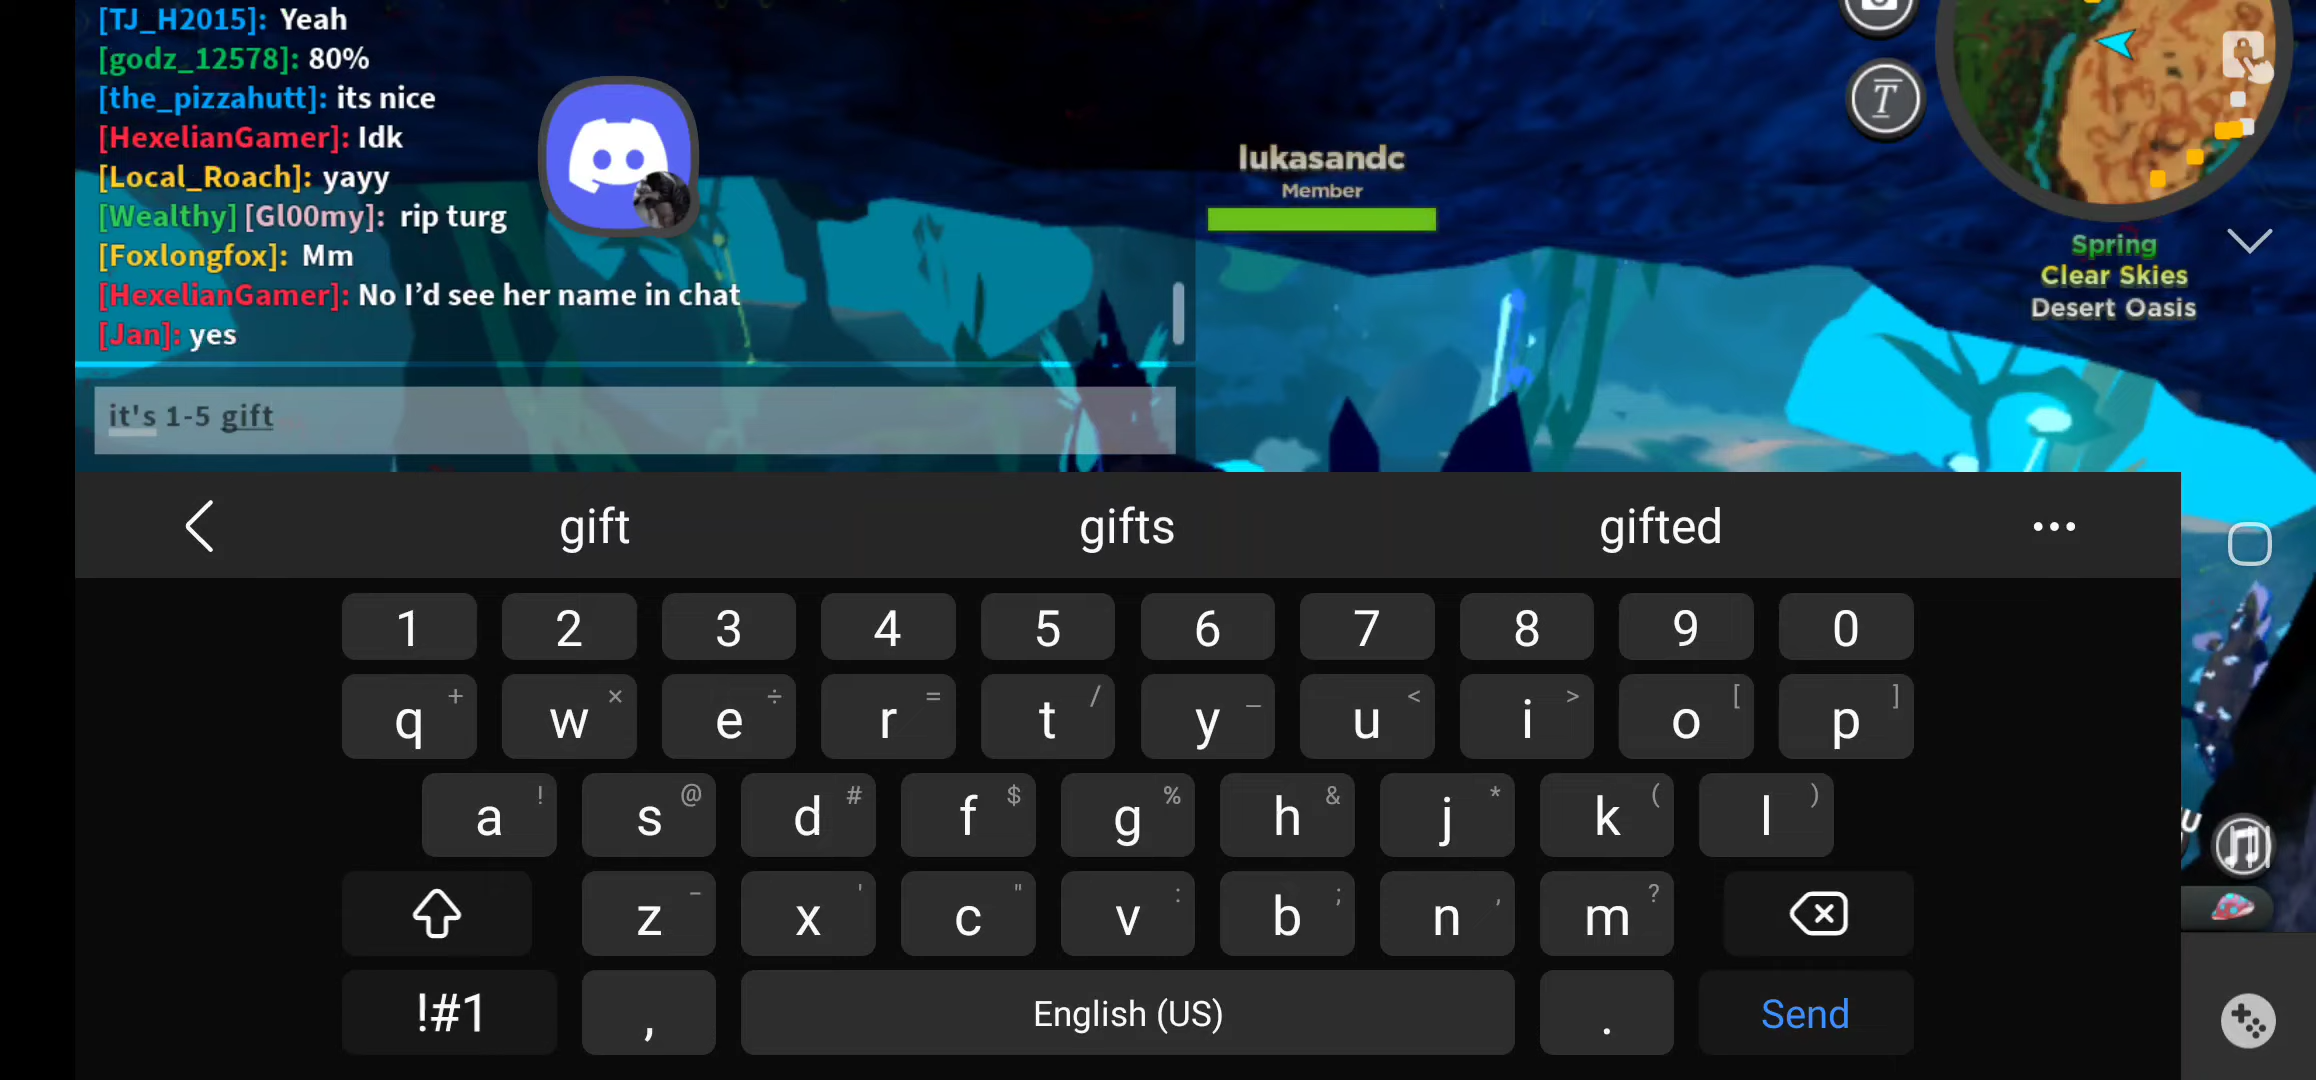 [TJ_H2015]: Yeah
[godz_12578]: 80%
[the_pizzahutt]: its nice
[HexelianGamer]: Idk
[Local_Roach]: yayy
[Wealthy] [Gl00my]: rip turg
[Foxlongfox]: Mm
[HexelianGamer]: No I’d see her name in chat
[Jan]: yes
it's 1-5 gift
lukasandc
Member
T
Spring
Clear Skies
Desert Oasis
gift gifts gifted
1 2 3 4 5 6 7 8 9 0
q + w × e ÷ r = t / y _ u < i > o [ p ]
a ! s @ d # f $ g % h & j * k ( l )
z - x ' c " v : b ; n , m ?
!#1 , English (US) . Send